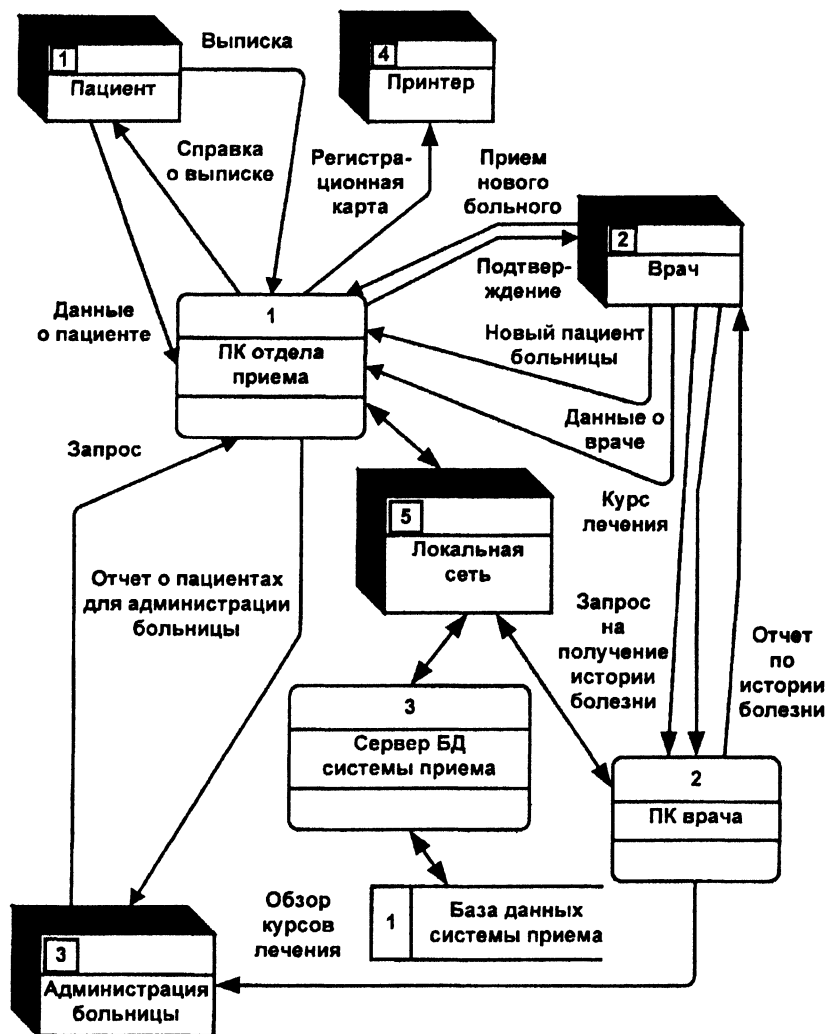 1
Пациент
Выписка
4
Принтер
Справка
о выписке
Регистра-
ционная
карта
Прием
нового
больного
2
Врач
Подтвер-
ждение
Данные
о пациенте
1
ПК отдела
приема
Новый пациент
больницы
Данные о
враче
Запрос
5
Локальная
сеть
Курс
лечения
Отчет о пациентах
для администрации
больницы
Запрос
на
получение
истории
болезни
Отчет
по
истории
болезни
3
Сервер БД
системы приема
2
ПК врача
1
База данных
системы приема
Обзор
курсов
лечения
3
Администрация
больницы